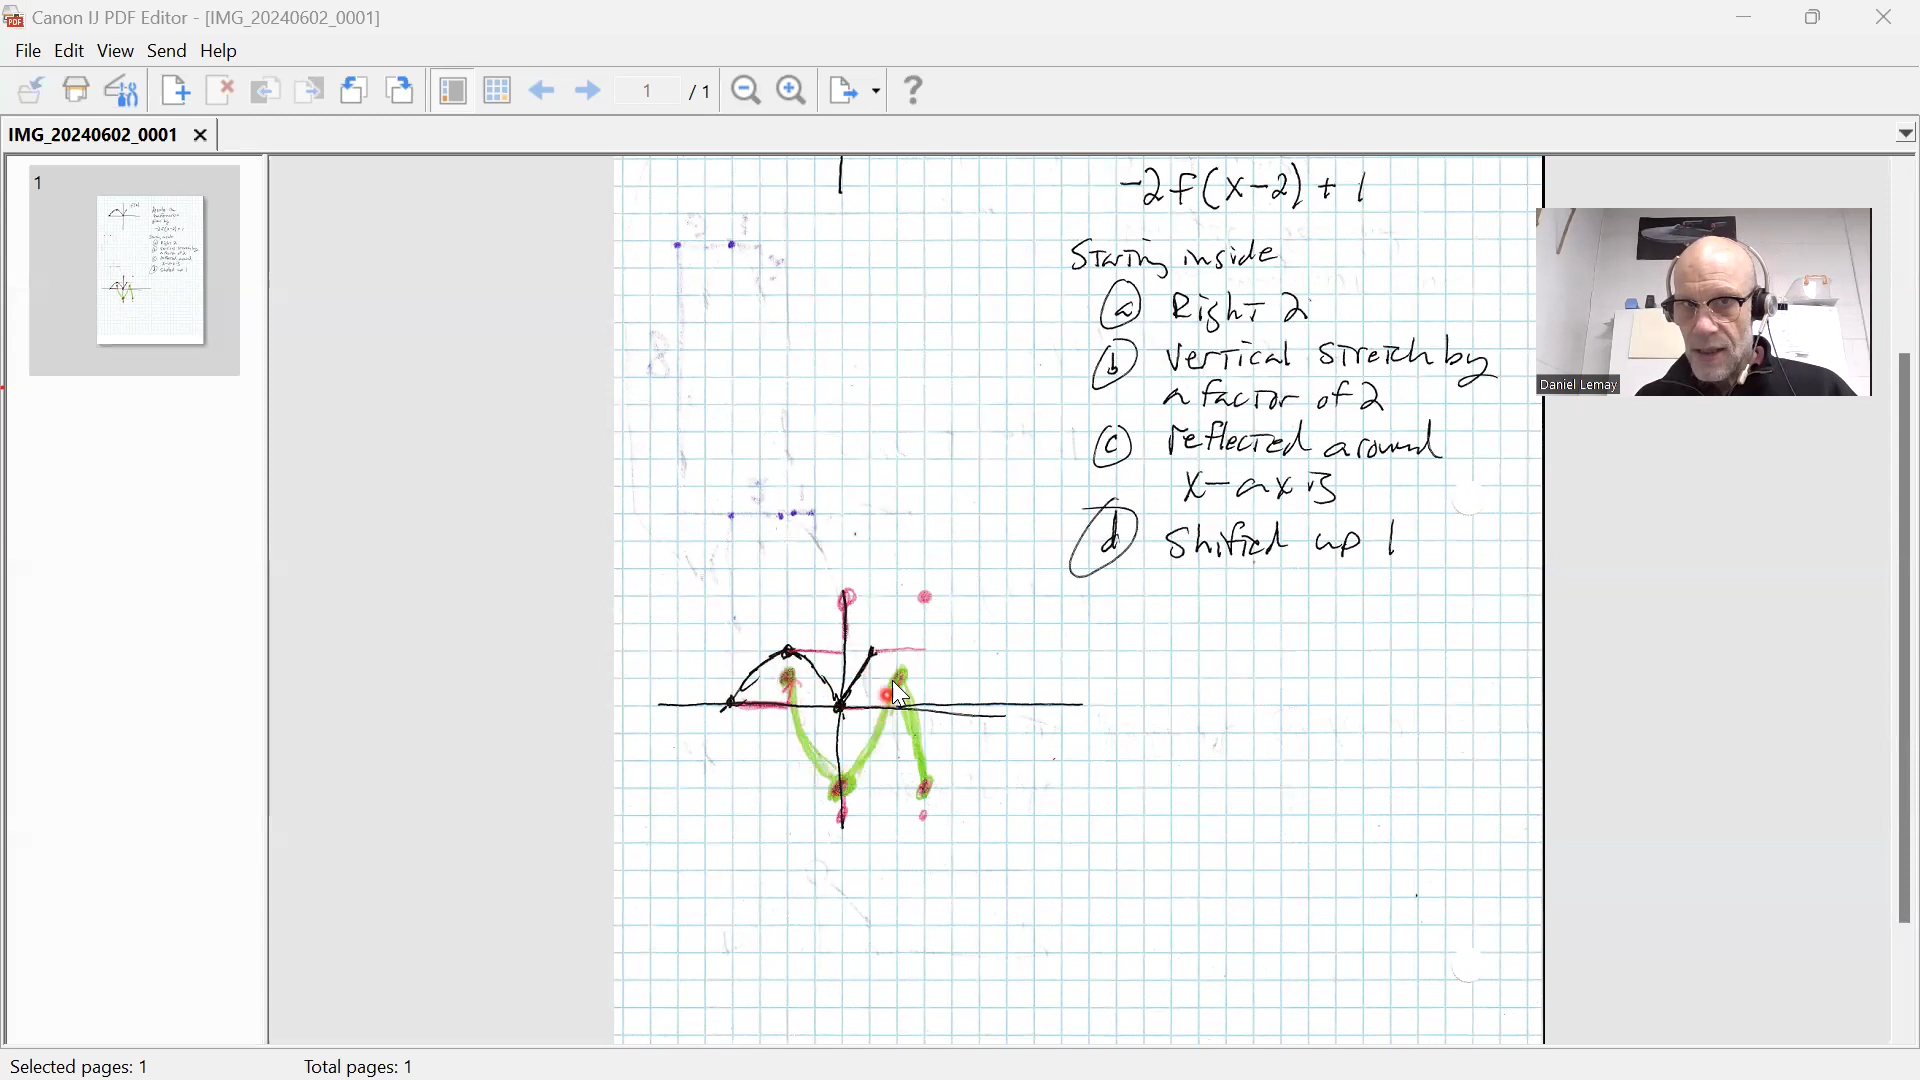 Canon IJ PDF Editor - [IMG_20240602_0001]
File Edit View Send Help
1 / 1
IMG_20240602_0001
1
-2f(x-2) + 1
Starting inside
(a) Right 2
(b) Vertical Stretch by
a factor of 2
(c) reflected around
x-axis
(d) Shifted up 1
Daniel Lemay
Selected pages: 1 Total pages: 1